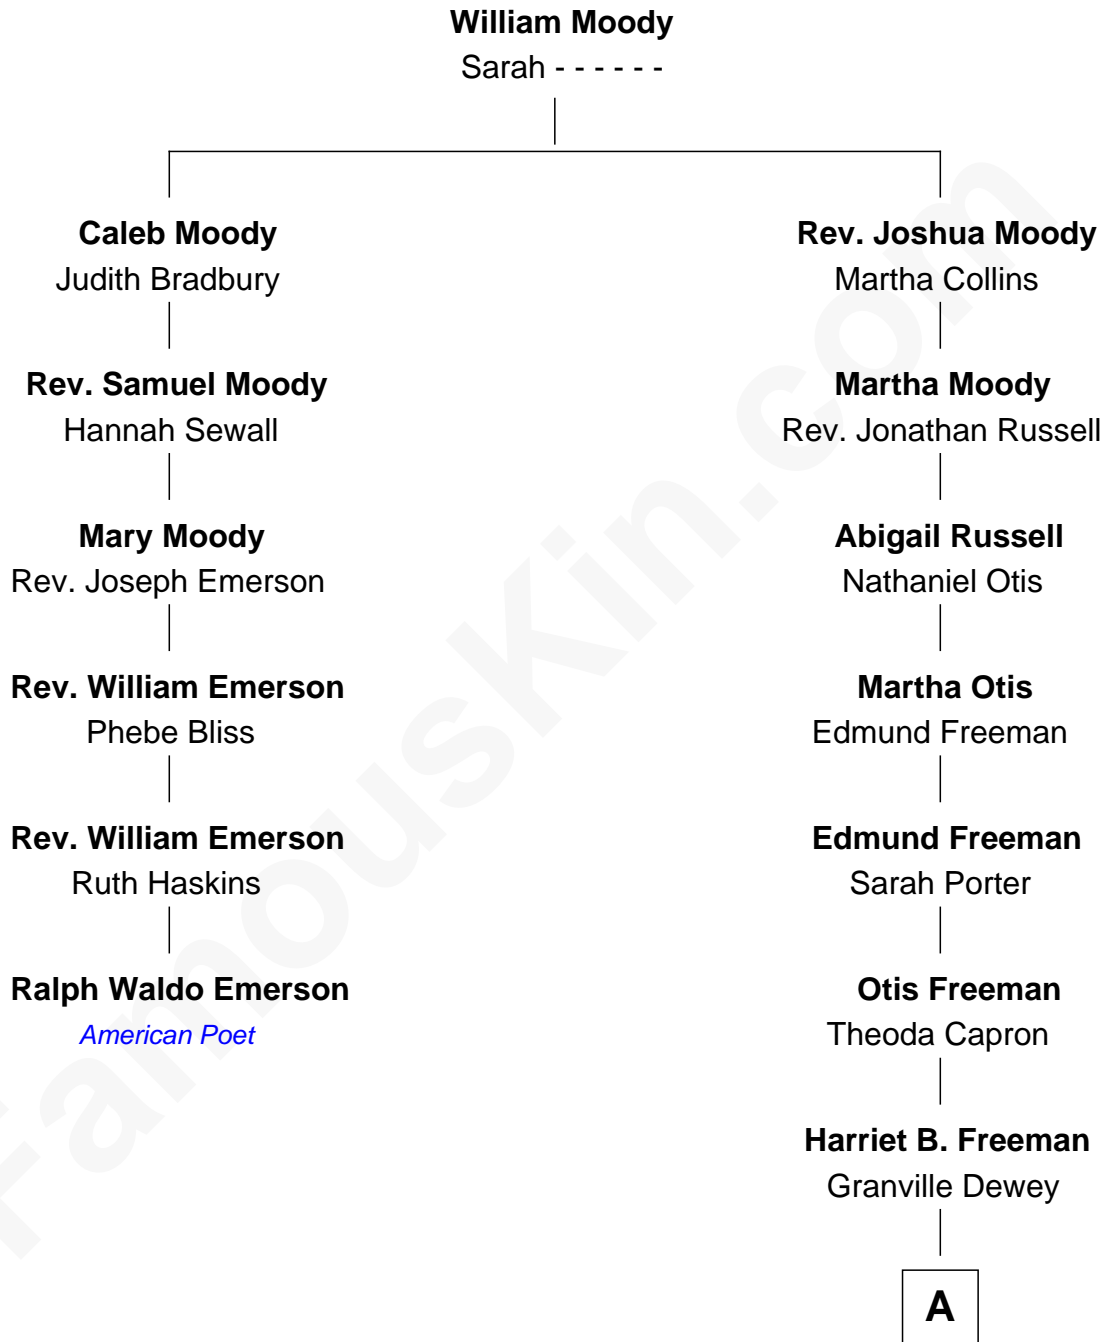 William Moody
Sarah - - - - - -
Caleb Moody
Judith Bradbury
Rev. Samuel Moody
Hannah Sewall
Mary Moody
Rev. Joseph Emerson
Rev. William Emerson
Phebe Bliss
Rev. William Emerson
Ruth Haskins
Ralph Waldo Emerson
American Poet
Rev. Joshua Moody
Martha Collins
Martha Moody
Rev. Jonathan Russell
Abigail Russell
Nathaniel Otis
Martha Otis
Edmund Freeman
Edmund Freeman
Sarah Porter
Otis Freeman
Theoda Capron
Harriet B. Freeman
Granville Dewey
A
FamousKin.com